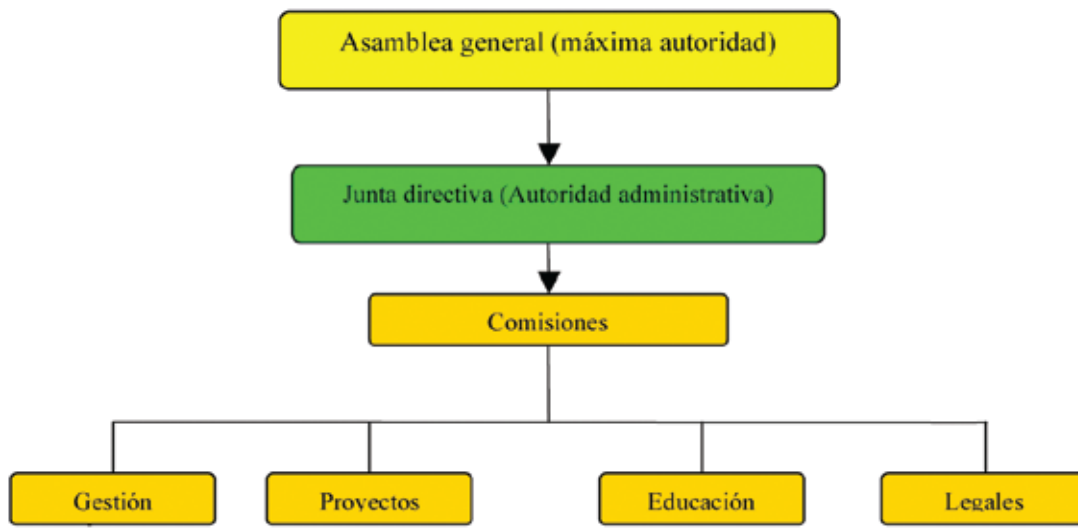 Asamblea general (máxima autoridad)
Junta directiva (Autoridad administrativa)
Comisiones
Gestión
Proyectos
Educación
Legales